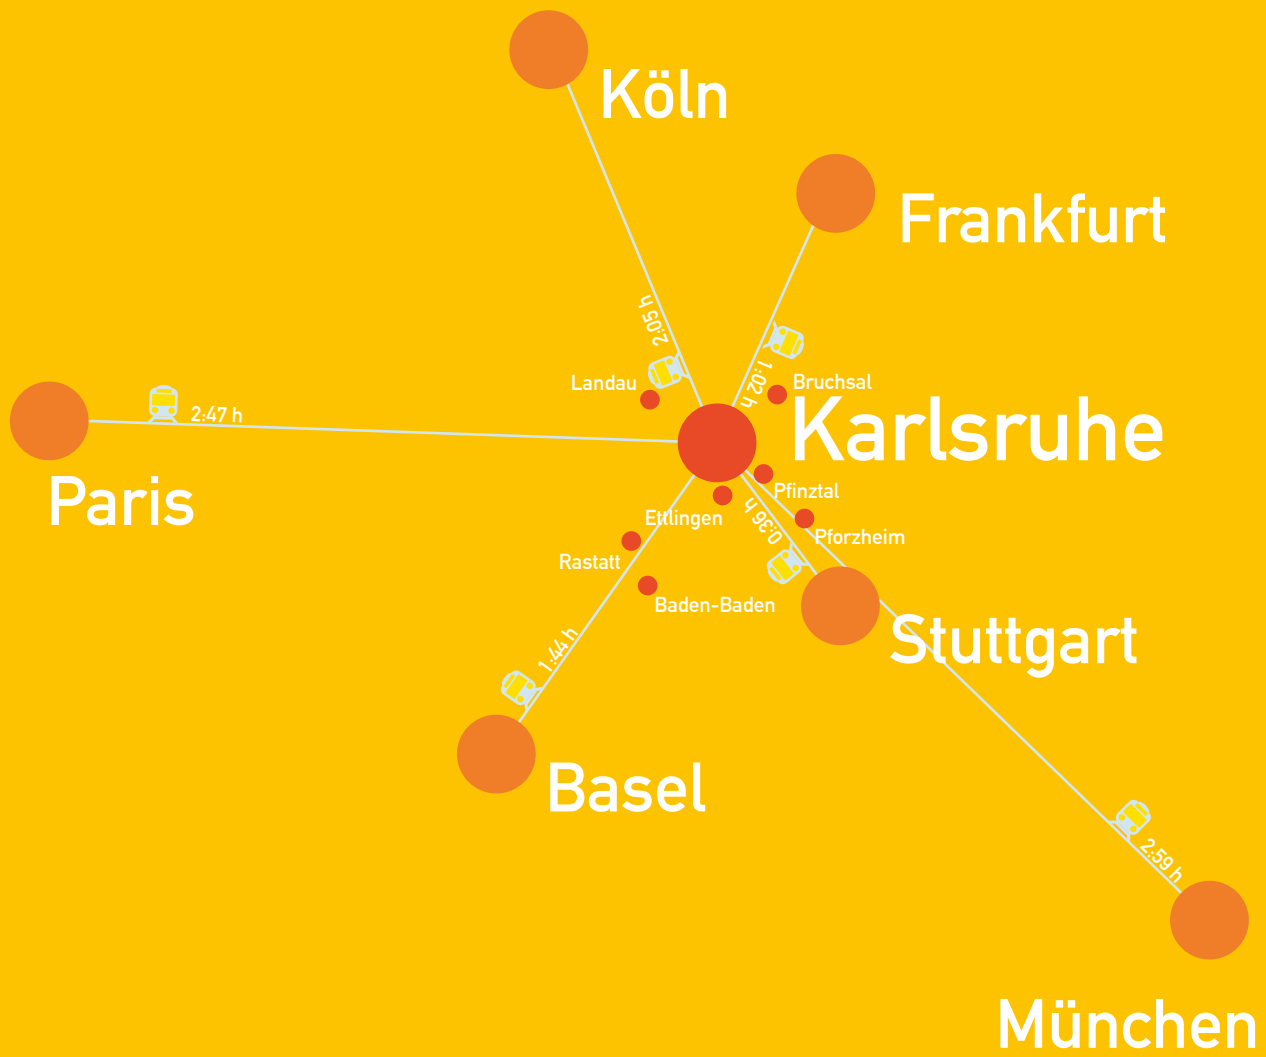 Köln
Frankfurt
2:05 h
1:02 h
Landau
Bruchsal
2:47 h
Karlsruhe
Paris
Pfinztal
Ettlingen
0:36 h
Pforzheim
Rastatt
Baden-Baden
Stuttgart
1:44 h
Basel
2:59 h
München